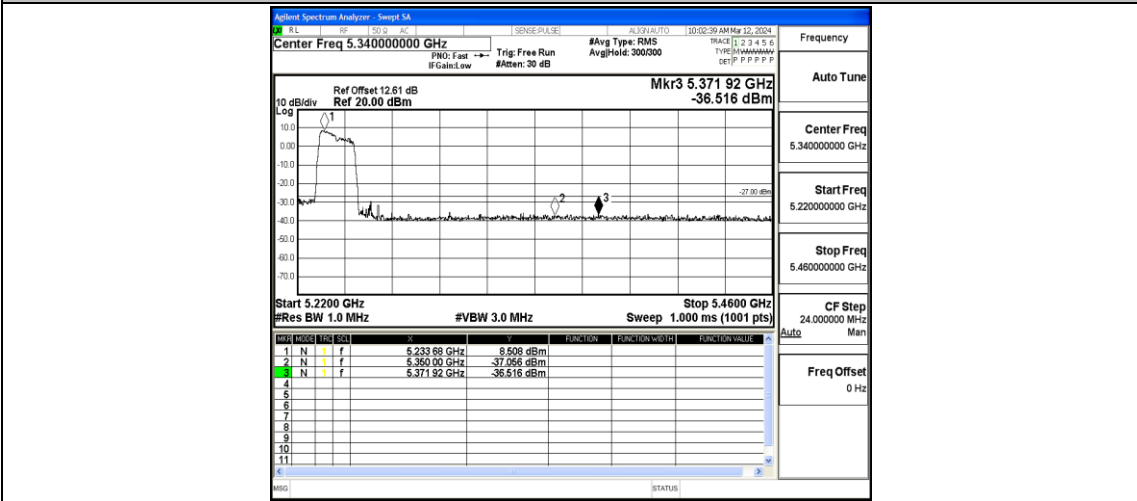 Agilent Spectrum Analyzer - Swept SA
RL RF 50 Ω AC SENSE:PULSE ALIGN AUTO 10:02:39 AM Mar 12, 2024
Center Freq 5.340000000 GHz #Avg Type: RMS TRACE 1 2 3 4 5 6 Frequency
PNO: Fast Trig: Free Run Avg|Hold: 300/300 TYPE M
IFGain:Low #Atten: 30 dB DET P P P P P P
Auto Tune
Mkr3 5.371 92 GHz
Ref Offset 12.61 dB
10 dB/div Ref 20.00 dBm -36.516 dBm
Log
10.0
0.00
-10.0
-20.0
-30.0
-40.0
-50.0
-60.0
-70.0
1
2
3
-27.00 dBm
Center Freq
5.340000000 GHz
Start Freq
5.220000000 GHz
Stop Freq
5.460000000 GHz
Start 5.2200 GHz Stop 5.4600 GHz
#Res BW 1.0 MHz #VBW 3.0 MHz Sweep 1.000 ms (1001 pts)
CF Step
24.000000 MHz
Auto Man
Freq Offset
0 Hz
MKR MODE TRC SCL X Y FUNCTION FUNCTION WIDTH FUNCTION VALUE
1 N 1 f 5.233 68 GHz 8.508 dBm
2 N 1 f 5.350 00 GHz -37.056 dBm
3 N 1 f 5.371 92 GHz -36.516 dBm
4
5
6
7
8
9
10
11
MSG STATUS